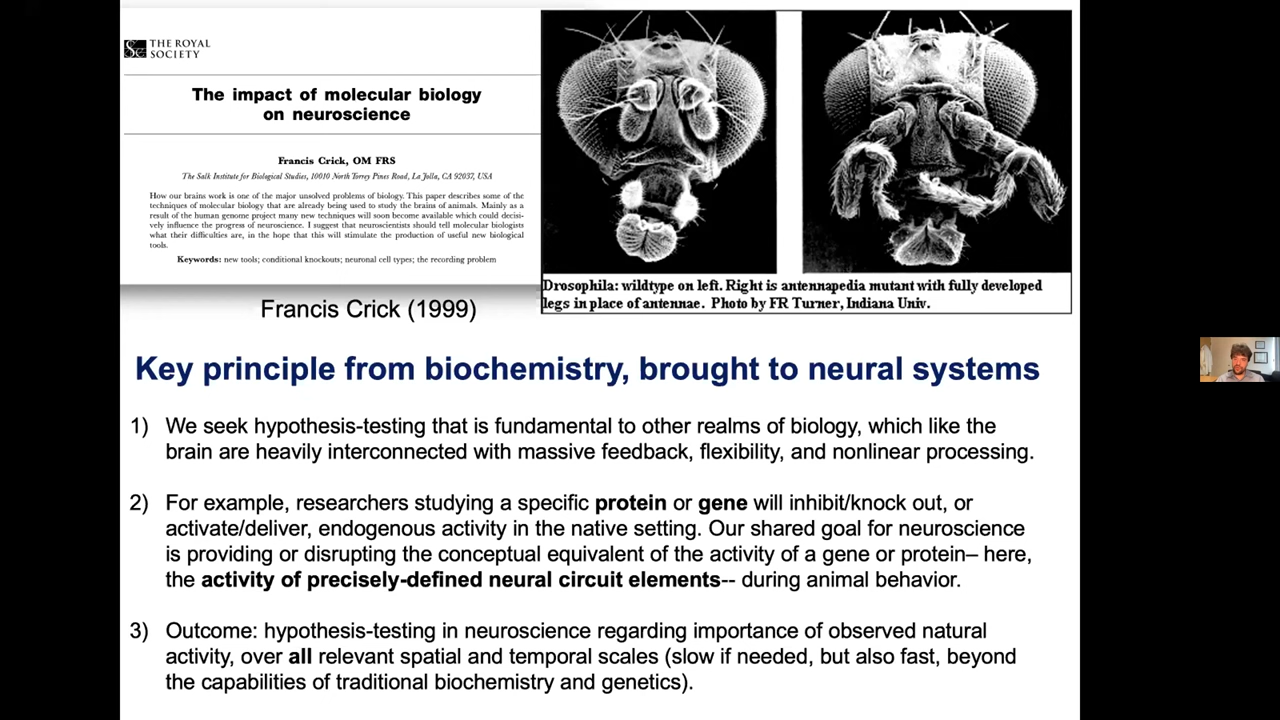 THE ROYAL
SOCIETY
The impact of molecular biology
on neuroscience
Francis Crick, OM FRS
The Salk Institute for Biological Studies, 10010 North Torrey Pines Road, La Jolla, CA 92037, USA
How our brains work is one of the major unsolved problems of biology. This paper describes some of the
techniques of molecular biology that are already being used to study the brains of animals. Mainly as a
result of the human genome project many new techniques will soon become available which could decisi-
vely influence the progress of neuroscience. I suggest that neuroscientists should tell molecular biologists
what their difficulties are, in the hope that this will stimulate the production of useful new biological
tools.
Keywords: new tools; conditional knockouts; neuronal cell types; the recording problem
Francis Crick (1999)
Drosophila: wildtype on left. Right is antennapedia mutant with fully developed
legs in place of antennae. Photo by FR Turner, Indiana Univ.
Key principle from biochemistry, brought to neural systems
1) We seek hypothesis-testing that is fundamental to other realms of biology, which like the
brain are heavily interconnected with massive feedback, flexibility, and nonlinear processing.
2) For example, researchers studying a specific protein or gene will inhibit/knock out, or
activate/deliver, endogenous activity in the native setting. Our shared goal for neuroscience
is providing or disrupting the conceptual equivalent of the activity of a gene or protein– here,
the activity of precisely-defined neural circuit elements-- during animal behavior.
3) Outcome: hypothesis-testing in neuroscience regarding importance of observed natural
activity, over all relevant spatial and temporal scales (slow if needed, but also fast, beyond
the capabilities of traditional biochemistry and genetics).